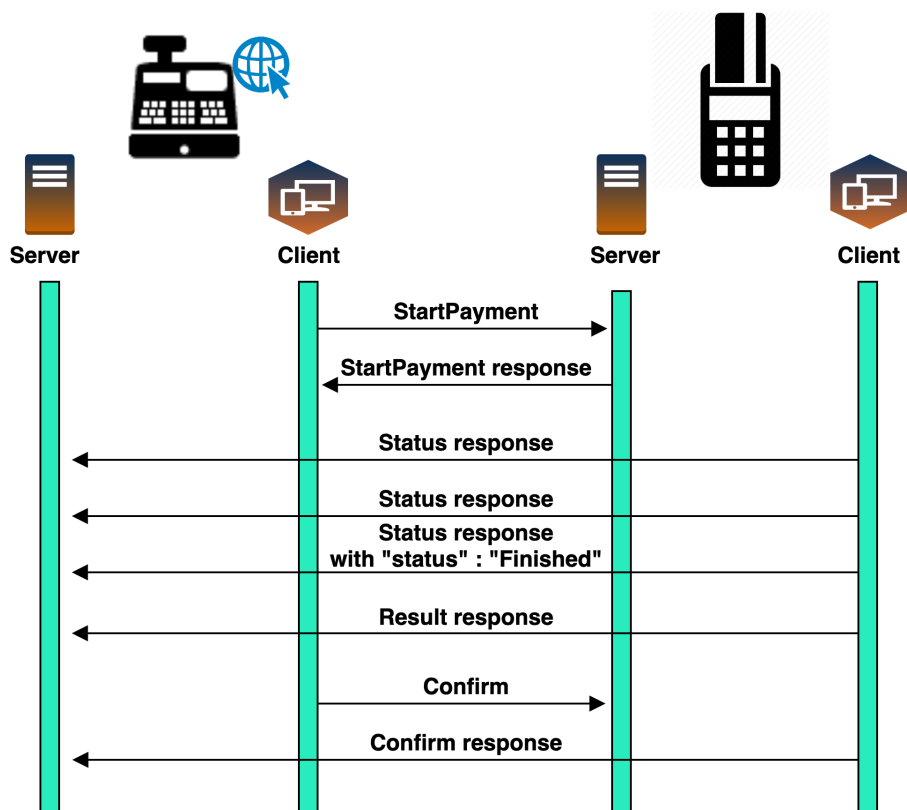 Server
Client
Server
Client
StartPayment
StartPayment response
Status response
Status response
Status response
with "status" : "Finished"
Result response
Confirm
Confirm response